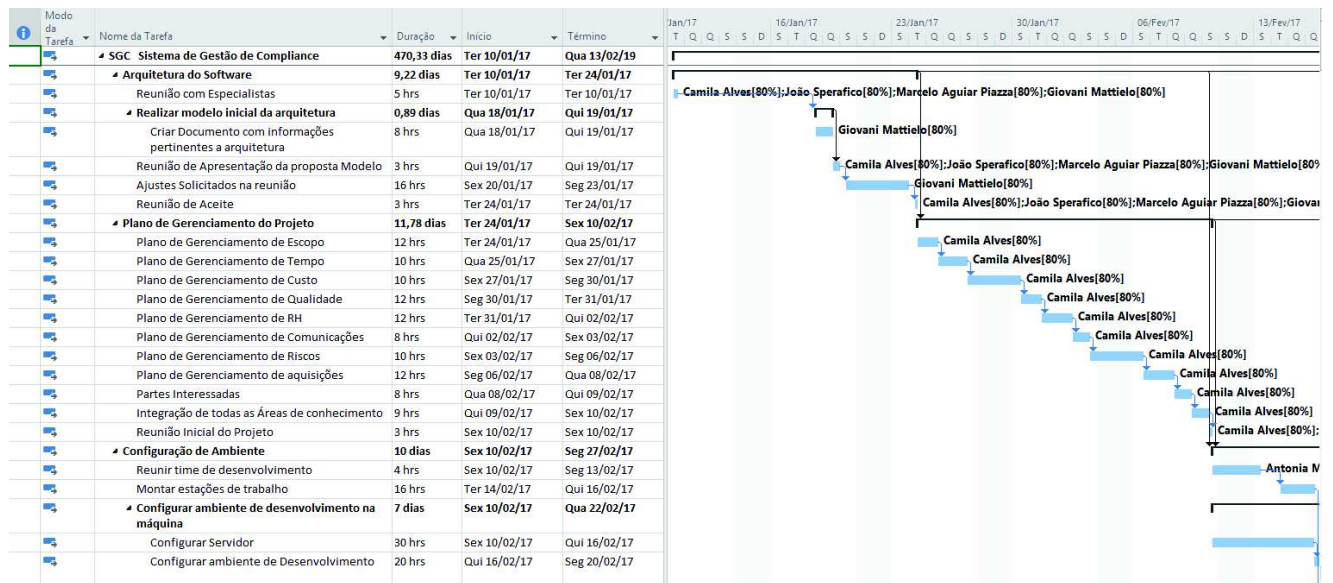 Modo da Tarefa Nome da Tarefa Duração Início Término Jan/17 16/Jan/17 23/Jan/17 30/Jan/17 06/Fev/17 13/Fev/17
T Q Q S S D S T Q Q S S D S T Q Q S S D S T Q Q S S D S T Q Q S S D S T Q Q
SGC Sistema de Gestão de Compliance 470,33 dias Ter 10/01/17 Qua 13/02/19
Arquitetura do Software 9,22 dias Ter 10/01/17 Ter 24/01/17
Reunião com Especialistas 5 hrs Ter 10/01/17 Ter 10/01/17 Camila Alves[80%];João Sperafico[80%];Marcelo Aguiar Piazza[80%];Giovani Mattielo[80%]
Realizar modelo inicial da arquitetura 0,89 dias Qua 18/01/17 Qui 19/01/17
Criar Documento com informações 8 hrs Qua 18/01/17 Qui 19/01/17 Giovani Mattielo[80%]
pertinentes a arquitetura
Reunião de Apresentação da proposta Modelo 3 hrs Qui 19/01/17 Qui 19/01/17 Camila Alves[80%];João Sperafico[80%];Marcelo Aguiar Piazza[80%];Giovani Mattielo[80%
Ajustes Solicitados na reunião 16 hrs Sex 20/01/17 Seg 23/01/17 Giovani Mattielo[80%]
Reunião de Aceite 3 hrs Ter 24/01/17 Ter 24/01/17 Camila Alves[80%];João Sperafico[80%];Marcelo Aguiar Piazza[80%];Giova
Plano de Gerenciamento do Projeto 11,78 dias Ter 24/01/17 Sex 10/02/17
Plano de Gerenciamento de Escopo 12 hrs Ter 24/01/17 Qua 25/01/17 Camila Alves[80%]
Plano de Gerenciamento de Tempo 10 hrs Qua 25/01/17 Sex 27/01/17 Camila Alves[80%]
Plano de Gerenciamento de Custo 10 hrs Sex 27/01/17 Seg 30/01/17 Camila Alves[80%]
Plano de Gerenciamento de Qualidade 12 hrs Seg 30/01/17 Ter 31/01/17 Camila Alves[80%]
Plano de Gerenciamento de RH 12 hrs Ter 31/01/17 Qui 02/02/17 Camila Alves[80%]
Plano de Gerenciamento de Comunicações 8 hrs Qui 02/02/17 Sex 03/02/17 Camila Alves[80%]
Plano de Gerenciamento de Riscos 10 hrs Sex 03/02/17 Seg 06/02/17 Camila Alves[80%]
Plano de Gerenciamento de aquisições 12 hrs Seg 06/02/17 Qua 08/02/17 Camila Alves[80%]
Partes Interessadas 8 hrs Qua 08/02/17 Qui 09/02/17 Camila Alves[80%]
Integração de todas as Áreas de conhecimento 9 hrs Qui 09/02/17 Sex 10/02/17 Camila Alves[80%]
Reunião Inicial do Projeto 3 hrs Sex 10/02/17 Sex 10/02/17 Camila Alves[80%];
Configuração de Ambiente 10 dias Sex 10/02/17 Seg 27/02/17
Reunir time de desenvolvimento 4 hrs Sex 10/02/17 Seg 13/02/17 Antonia M
Montar estações de trabalho 16 hrs Ter 14/02/17 Qui 16/02/17
Configurar ambiente de desenvolvimento na 7 dias Sex 10/02/17 Qua 22/02/17
máquina
Configurar Servidor 30 hrs Sex 10/02/17 Qui 16/02/17
Configurar ambiente de Desenvolvimento 20 hrs Qui 16/02/17 Seg 20/02/17